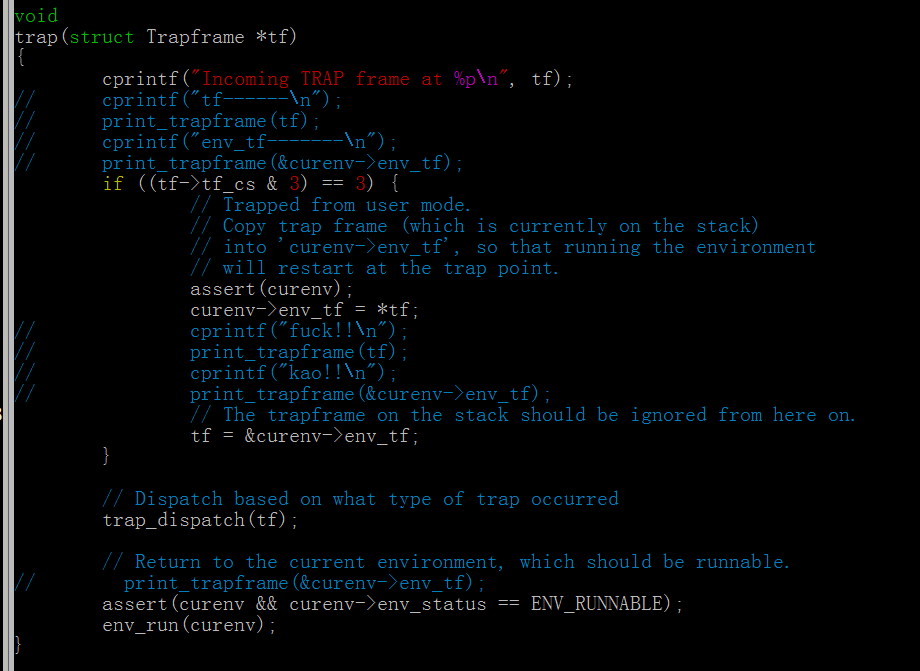 void
trap(struct Trapframe *tf)
{
        cprintf("Incoming TRAP frame at %p\n", tf);
//      cprintf("tf------\n");
//      print_trapframe(tf);
//      cprintf("env_tf-------\n");
//      print_trapframe(&curenv->env_tf);
        if ((tf->tf_cs & 3) == 3) {
                // Trapped from user mode.
                // Copy trap frame (which is currently on the stack)
                // into 'curenv->env_tf', so that running the environment
                // will restart at the trap point.
                assert(curenv);
                curenv->env_tf = *tf;
//              cprintf("fuck!!\n");
//              print_trapframe(tf);
//              cprintf("kao!!\n");
//              print_trapframe(&curenv->env_tf);
                // The trapframe on the stack should be ignored from here on.
                tf = &curenv->env_tf;
        }

        // Dispatch based on what type of trap occurred
        trap_dispatch(tf);

        // Return to the current environment, which should be runnable.
//        print_trapframe(&curenv->env_tf);
        assert(curenv && curenv->env_status == ENV_RUNNABLE);
        env_run(curenv);
}